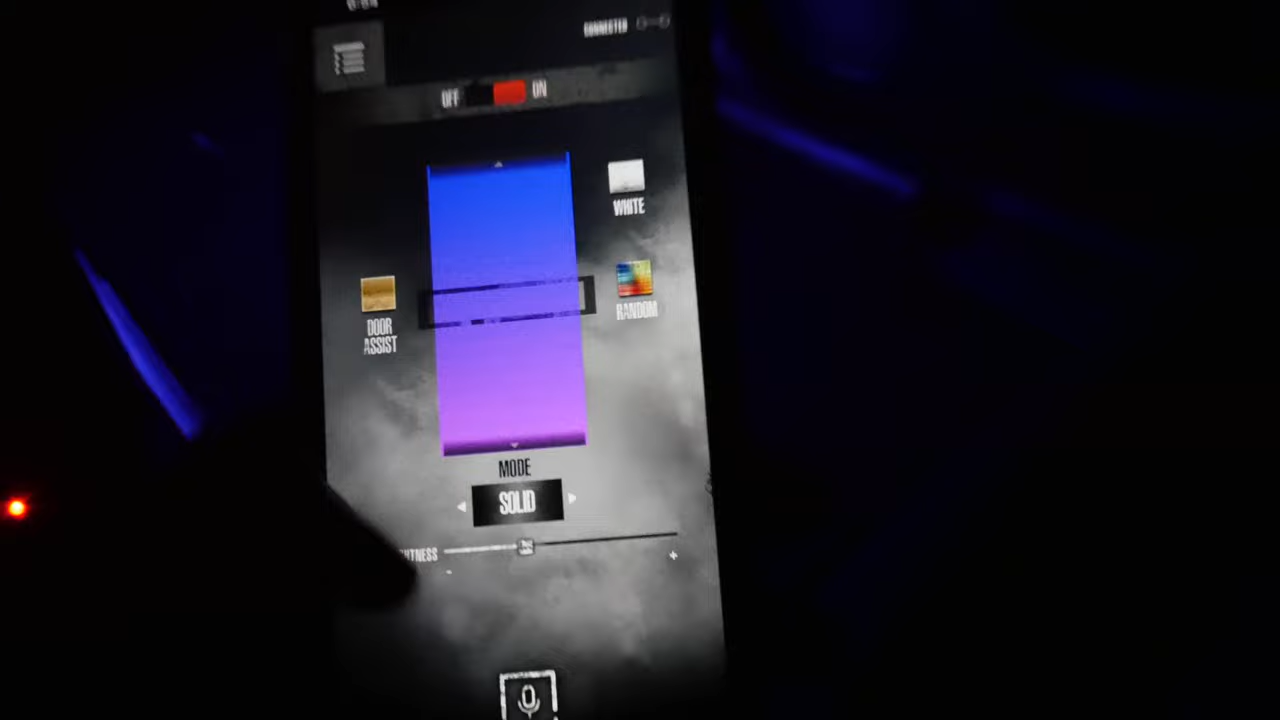 CONNECTED
OFF ON
WHITE
DOOR
ASSIST
RANDOM
MODE
SOLID
- +